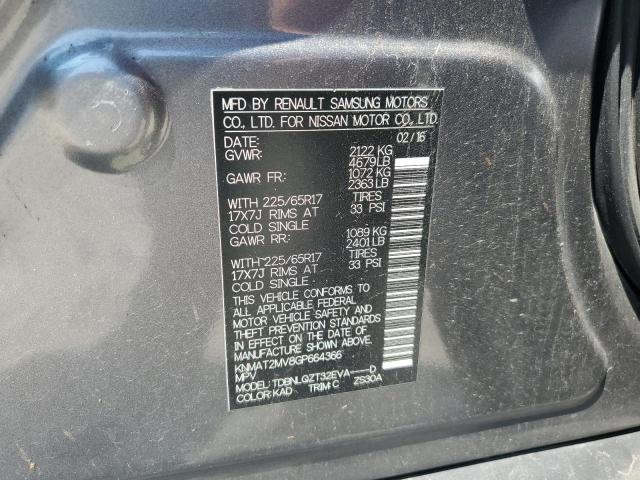 MFD BY RENAULT SAMSUNG MOTORS
CO., LTD. FOR NISSAN MOTOR CO., LTD.
DATE: 02/16
GVWR: 2122 KG
4679 LB
GAWR FR: 1072 KG
2363 LB
WITH 225/65R17 TIRES
17X7J RIMS AT 33 PSI
COLD SINGLE
GAWR RR: 1089 KG
2401 LB
WITH 225/65R17 TIRES
17X7J RIMS AT 33 PSI
COLD SINGLE
THIS VEHICLE CONFORMS TO
ALL APPLICABLE FEDERAL
MOTOR VEHICLE SAFETY AND
THEFT PREVENTION STANDARDS
IN EFFECT ON THE DATE OF
MANUFACTURE SHOWN ABOVE.
KNMAT2MV8GP664366
MPV
MODEL: TDBNLQZT32EVA----D
COLOR: KAD TRIM: C ZS30A